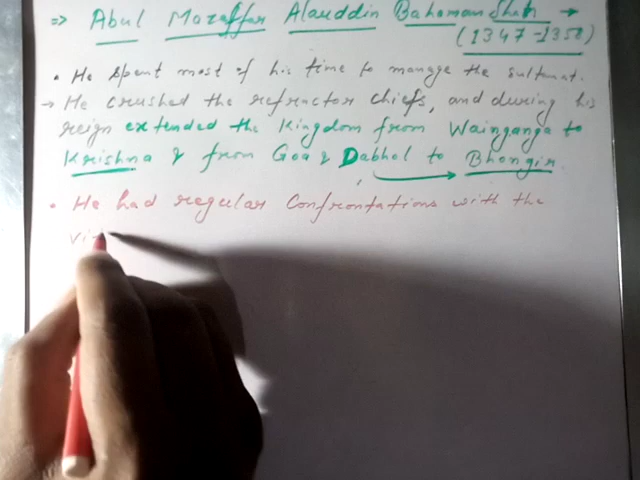 => Abul Mozaffar Alauddin Bahaman Shah →
(1347-1358)
• He spent most of his time to manage the sultanat.
→ He crushed the refractor chiefs, and during his
reign extended the Kingdom from Wainganga to
Krishna & from Goa & Dabhol to Bhongir.
• He had regular Confrontations with the
vi